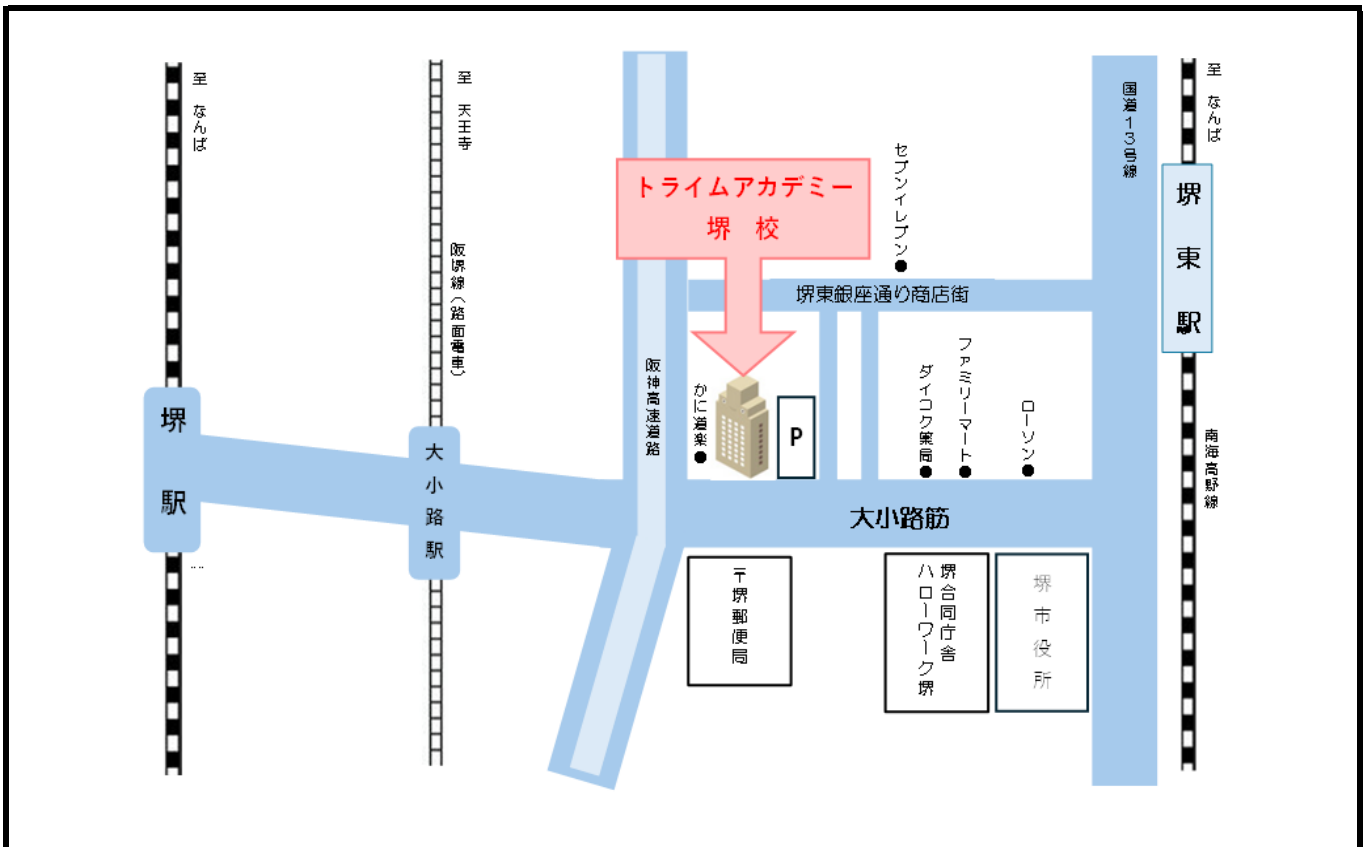 至 なんば
至 天王寺
国道13号線
至 なんば
セブンイレブン
トライムアカデミー
堺 校
堺東駅
阪堺線(路面電車)
堺東銀座通り商店街
阪神高速道路
かに道楽
P
ダイコク薬局
ファミリーマート
ローソン
堺駅
大小路駅
南海高野線
大小路筋
〒堺郵便局
堺合同庁舎
ハローワーク堺
堺市役所